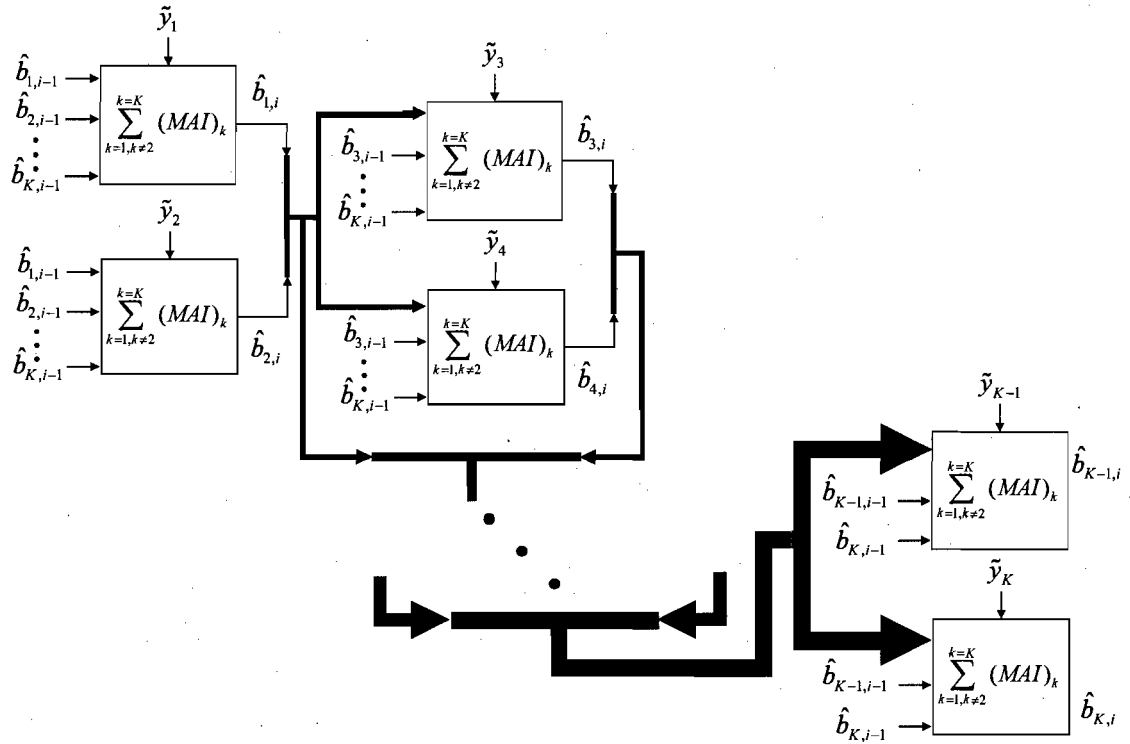 ỹ₁
b̂₁,ᵢ₋₁
b̂₂,ᵢ₋₁
b̂_{K,i−1}
∑_{k=1,k≠2}^{k=K} (MAI)ₖ
b̂₁,ᵢ
ỹ₂
b̂₁,ᵢ₋₁
b̂₂,ᵢ₋₁
b̂_{K,i−1}
∑_{k=1,k≠2}^{k=K} (MAI)ₖ
b̂₂,ᵢ
ỹ₃
b̂₃,ᵢ₋₁
b̂_{K,i−1}
∑_{k=1,k≠2}^{k=K} (MAI)ₖ
b̂₃,ᵢ
ỹ₄
b̂₃,ᵢ₋₁
b̂_{K,i−1}
∑_{k=1,k≠2}^{k=K} (MAI)ₖ
b̂₄,ᵢ
ỹ_{K−1}
b̂_{K−1,i−1}
b̂_{K,i−1}
∑_{k=1,k≠2}^{k=K} (MAI)ₖ
b̂_{K−1,i}
ỹ_K
b̂_{K−1,i−1}
b̂_{K,i−1}
∑_{k=1,k≠2}^{k=K} (MAI)ₖ
b̂_{K,i}